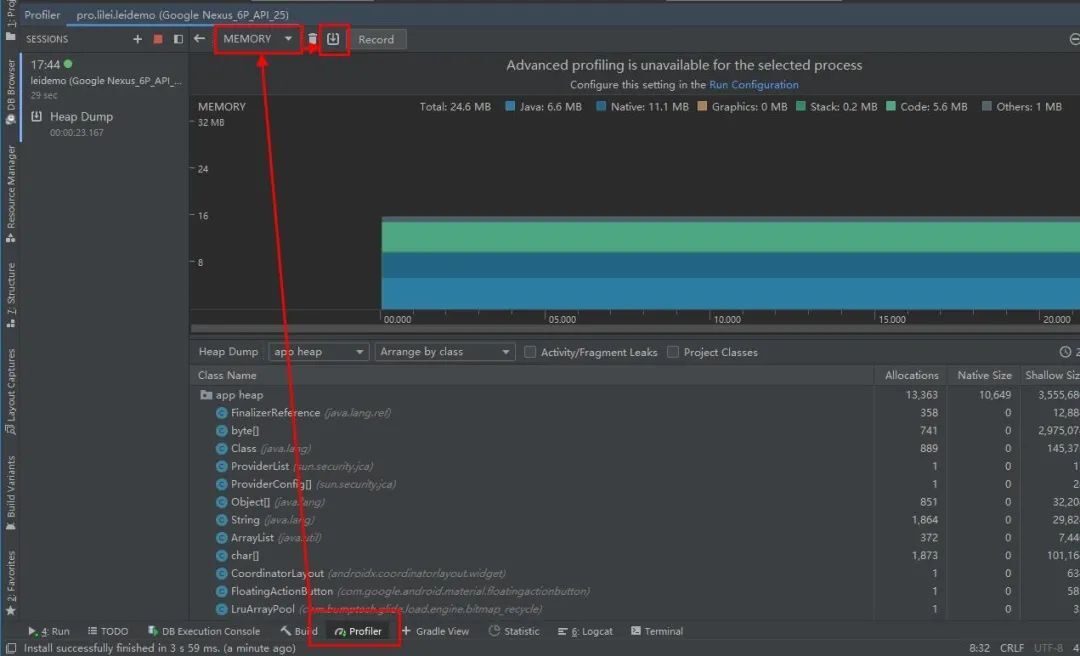 Profiler pro.lilei.leidemo (Google Nexus_6P_API_25)
SESSIONS
MEMORY
Record
17:44
leidemo (Google Nexus_6P_API_...
29 sec
Heap Dump
00:00:23.167
Advanced profiling is unavailable for the selected process
Configure this setting in the Run Configuration
MEMORY Total: 24.6 MB Java: 6.6 MB Native: 11.1 MB Graphics: 0 MB Stack: 0.2 MB Code: 5.6 MB Others: 1 MB
32 MB
24
16
8
00.000 05.000 10.000 15.000 20.000
Heap Dump app heap Arrange by class Activity/Fragment Leaks Project Classes
Class Name Allocations Native Size Shallow Siz
app heap 13,363 10,649 3,555,68
FinalizerReference (java.lang.ref) 358 0 12,88
byte[] 741 0 2,975,07
Class (java.lang) 889 0 145,37
ProviderList (sun.security.jca) 1 0 1
ProviderConfig[] (sun.security.jca) 1 0 2
Object[] (java.lang) 851 0 32,20
String (java.lang) 1,864 0 29,82
ArrayList (java.util) 372 0 7,44
char[] 1,873 0 101,16
CoordinatorLayout (androidx.coordinatorlayout.widget) 1 0 63
FloatingActionButton (com.google.android.material.floatingactionbutton) 1 0 58
LruArrayPool (com.bumptech.glide.load.engine.bitmap_recycle) 1 0 3
1: Proj
DB Browser
Resource Manager
7: Structure
Layout Captures
Build Variants
2: Favorites
4: Run TODO DB Execution Console Build Profiler Gradle View Statistic 6: Logcat Terminal
Install successfully finished in 3 s 59 ms. (a minute ago) 8:32 CRLF UTF-8 4